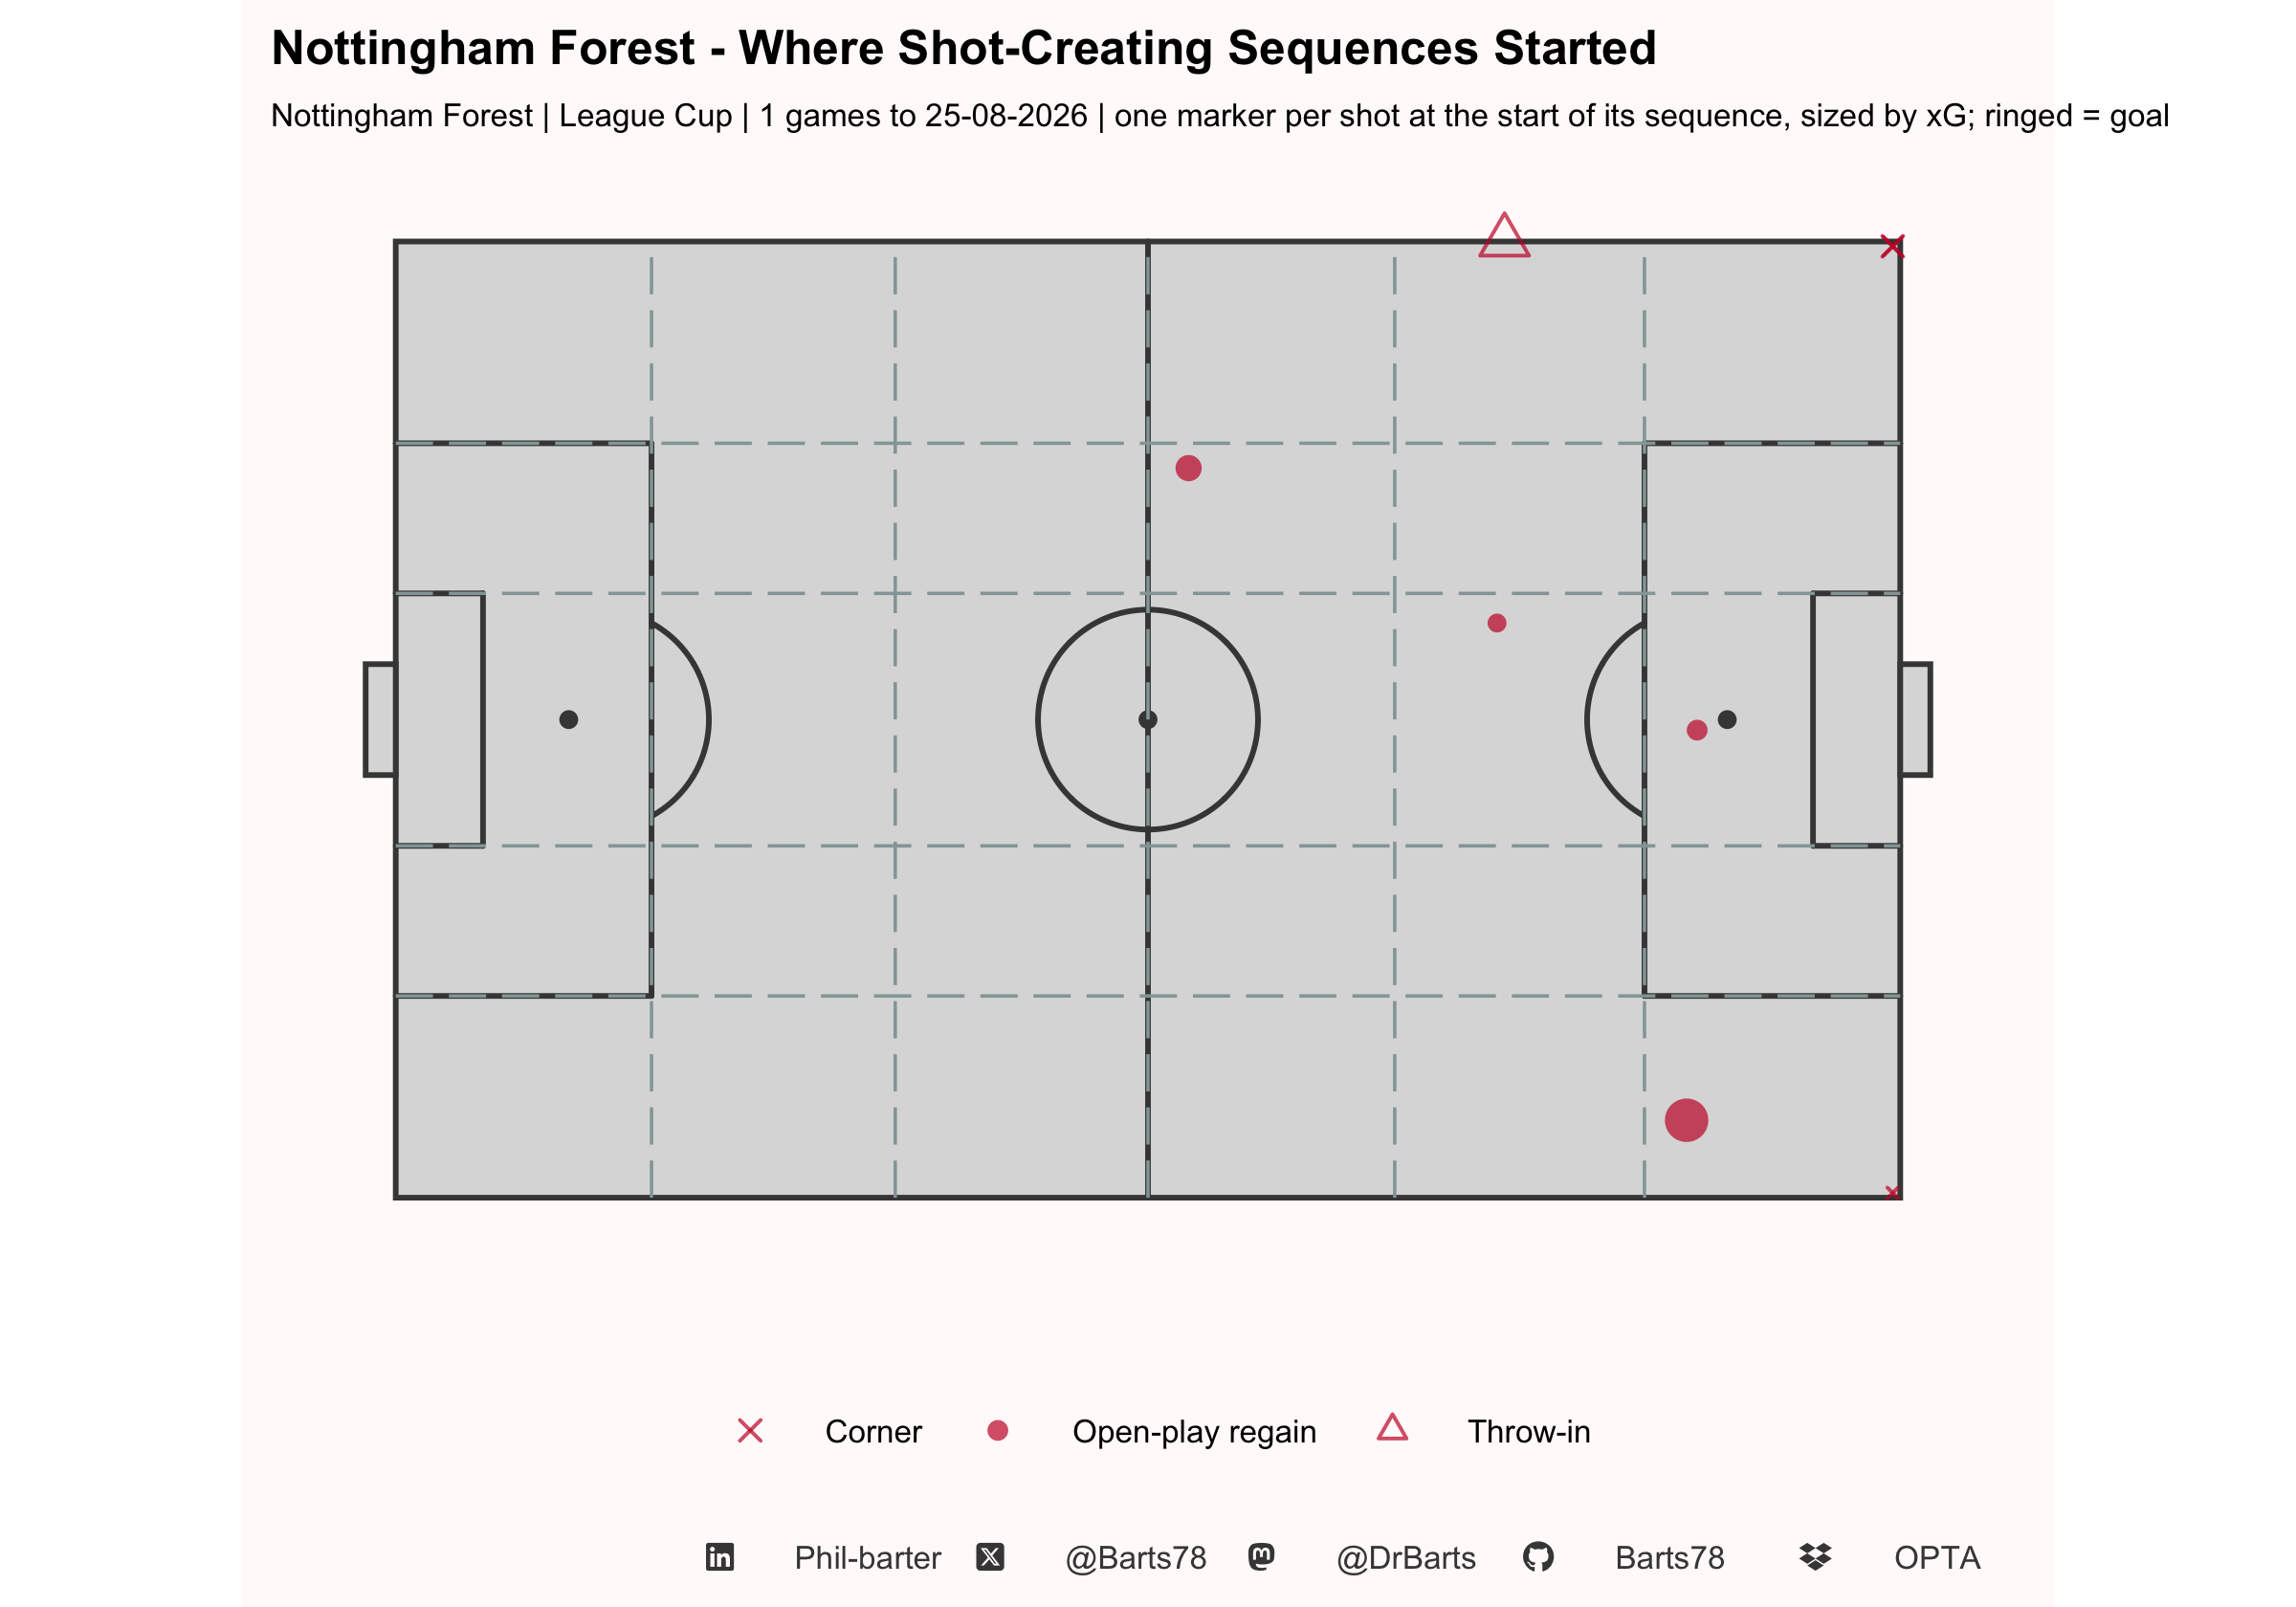 Nottingham Forest - Where Shot-Creating Sequences Started
Nottingham Forest | League Cup | 1 games to 25-08-2026 | one marker per shot at the start of its sequence, sized by xG; ringed = goal
Corner Open-play regain Throw-in
Phil-barter @Barts78 @DrBarts Barts78 OPTA